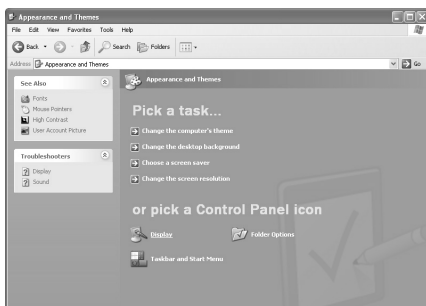 Appearance and Themes
File Edit View Favorites Tools Help
Back Search Folders
Address Appearance and Themes Go
See Also
Fonts
Mouse Pointers
High Contrast
User Account Picture
Troubleshooters
Display
Sound
Appearance and Themes
Pick a task...
Change the computer's theme
Change the desktop background
Choose a screen saver
Change the screen resolution
or pick a Control Panel icon
Display Folder Options
Taskbar and Start Menu